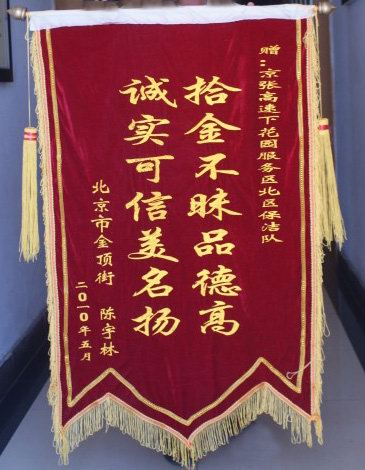 赠：京张高速下花园服务区北区保洁队
拾金不昧品德高
诚实可信美名扬
北京市金顶街 陈宇林
二〇一〇年五月